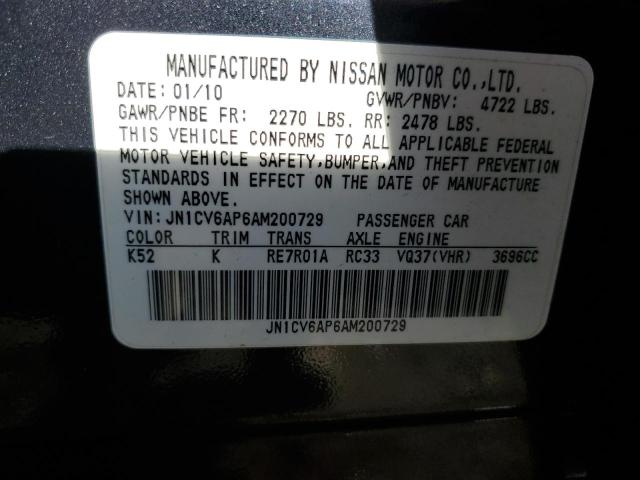 MANUFACTURED BY NISSAN MOTOR CO.,LTD.
DATE: 01/10 GVWR/PNBV: 4722 LBS.
GAWR/PNBE FR: 2270 LBS. RR: 2478 LBS.
THIS VEHICLE CONFORMS TO ALL APPLICABLE FEDERAL
MOTOR VEHICLE SAFETY,BUMPER,AND THEFT PREVENTION
STANDARDS IN EFFECT ON THE DATE OF MANUFACTURE
SHOWN ABOVE.
VIN: JN1CV6AP6AM200729 PASSENGER CAR
COLOR TRIM TRANS AXLE ENGINE
K52 K RE7R01A RC33 VQ37(VHR) 3696CC
JN1CV6AP6AM200729